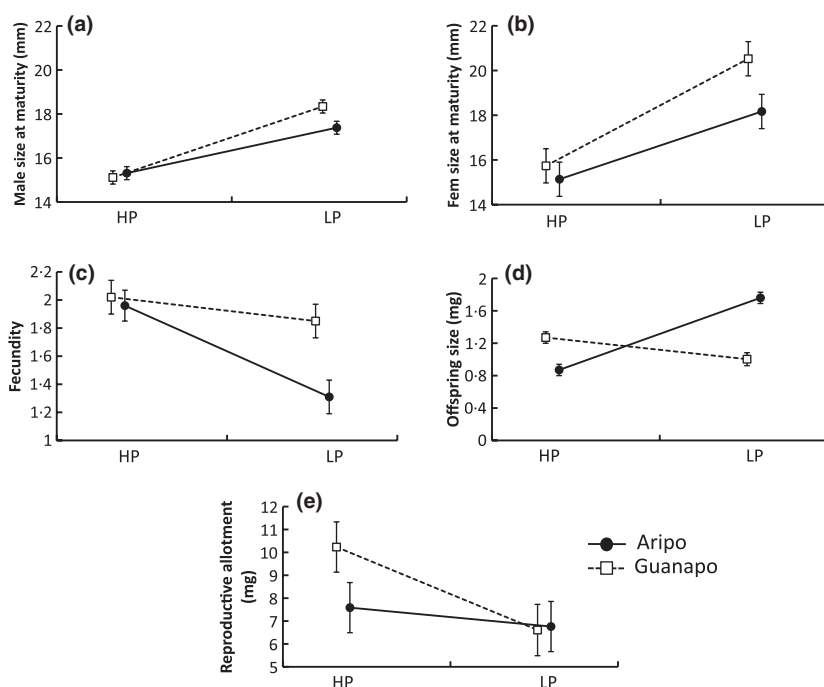 (a)
Male size at maturity (mm)
22
20
18
16
14
HP
LP
(b)
Fem size at maturity (mm)
22
20
18
16
14
HP
LP
(c)
Fecundity
2·2
2
1·8
1·6
1·4
1·2
1
HP
LP
(d)
Offspring size (mg)
2
1·6
1·2
0·8
0·4
0
HP
LP
(e)
Reproductive allotment
(mg)
12
11
10
9
8
7
6
5
HP
LP
Aripo
Guanapo